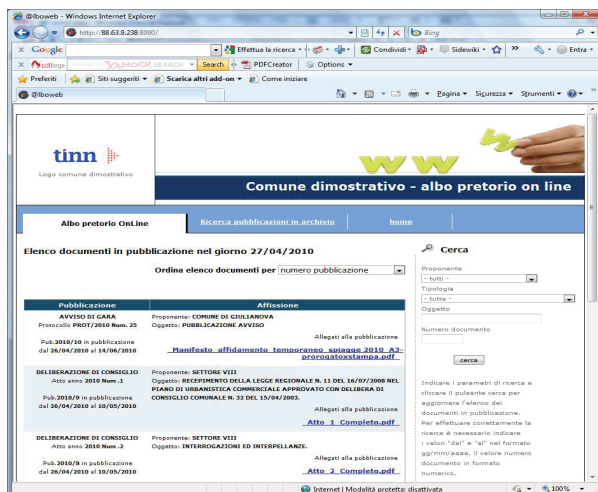 @lboweb - Windows Internet Explorer
http://88.63.9.238:8090/
Bing
Google
Effettua la ricerca
Condividi
Sidewiki
Entra
pdfforge
YAHOO! SEARCH
Search
PDFCreator
Options
Preferiti
Siti suggeriti
Scarica altri add-on
Come iniziare
@lboweb
Pagina
Sicurezza
Strumenti
tinn
Logo comune dimostrativo
www
Comune dimostrativo - albo pretorio on line
Albo pretorio OnLine
Ricerca pubblicazioni in archivio
home
Elenco documenti in pubblicazione nel giorno 27/04/2010
Ordina elenco documenti per numero pubblicazione
Pubblicazione Affissione
AVVISO DI GARA
Protocollo PROT/2010 Num. 25
Pub.2010/10 in pubblicazione
dal 26/04/2010 al 14/06/2010
Proponente: COMUNE DI GIULIANOVA
Oggetto: PUBBLICAZIONE AVVISO
Allegati alla pubblicazione
Manifesto affidamento temporaneo spiagge 2010 A3-
prorogatoxstampa.pdf
DELIBERAZIONE DI CONSIGLIO
Atto anno 2010 Num .1
Pub.2010/9 in pubblicazione
dal 26/04/2010 al 10/05/2010
Proponente: SETTORE VIII
Oggetto: RECEPIMENTO DELLA LEGGE REGIONALE N. 11 DEL 16/07/2008 NEL
PIANO DI URBANISTICA COMMERCIALE APPROVATO CON DELIBERA DI
CONSIGLIO COMUNALE N. 32 DEL 15/04/2003.
Allegati alla pubblicazione
Atto 1 Completo.pdf
DELIBERAZIONE DI CONSIGLIO
Atto anno 2010 Num .2
Pub.2010/8 in pubblicazione
dal 26/04/2010 al 10/05/2010
Proponente: SETTORE VIII
Oggetto: INTERROGAZIONI ED INTERPELLANZE.
Allegati alla pubblicazione
Atto 2 Completo.pdf
Cerca
Proponente
- tutti -
Tipologia
- tutte -
Oggetto
Numero documento
cerca
Indicare i parametri di ricerca e
cliccare il pulsante cerca per
aggiornare l'elenco dei
documenti in pubblicazione.
Per effettuare correttamente la
ricerca è necessario indicare
i valori "dal" e "al" nel formato
gg/mm/aaaa, il valore numero
documento in formato
numerico.
Internet | Modalità protetta: disattivata
100%